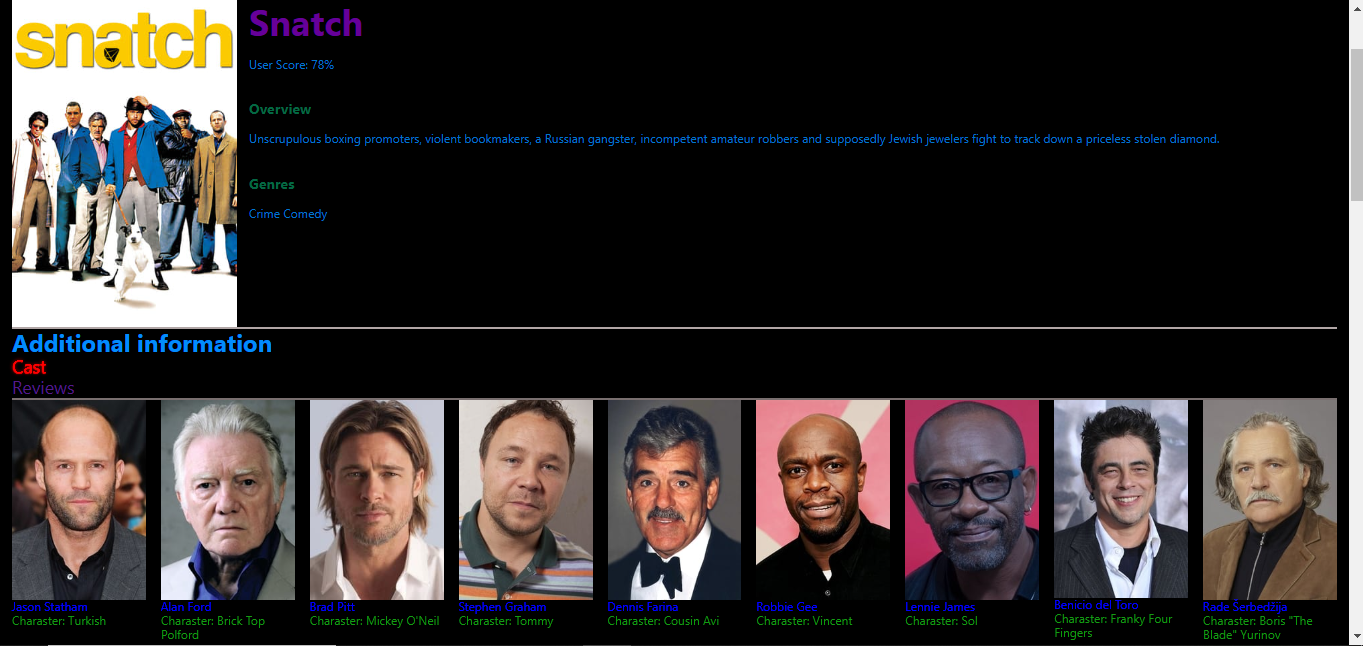 snatch
Snatch
User Score: 78%
Overview
Unscrupulous boxing promoters, violent bookmakers, a Russian gangster, incompetent amateur robbers and supposedly Jewish jewelers fight to track down a priceless stolen diamond.
Genres
Crime Comedy
Additional information
Cast
Reviews
Jason Statham
Charaster: Turkish
Alan Ford
Charaster: Brick Top
Polford
Brad Pitt
Charaster: Mickey O'Neil
Stephen Graham
Charaster: Tommy
Dennis Farina
Charaster: Cousin Avi
Robbie Gee
Charaster: Vincent
Lennie James
Charaster: Sol
Benicio del Toro
Charaster: Franky Four
Fingers
Rade Šerbedžija
Charaster: Boris "The
Blade" Yurinov